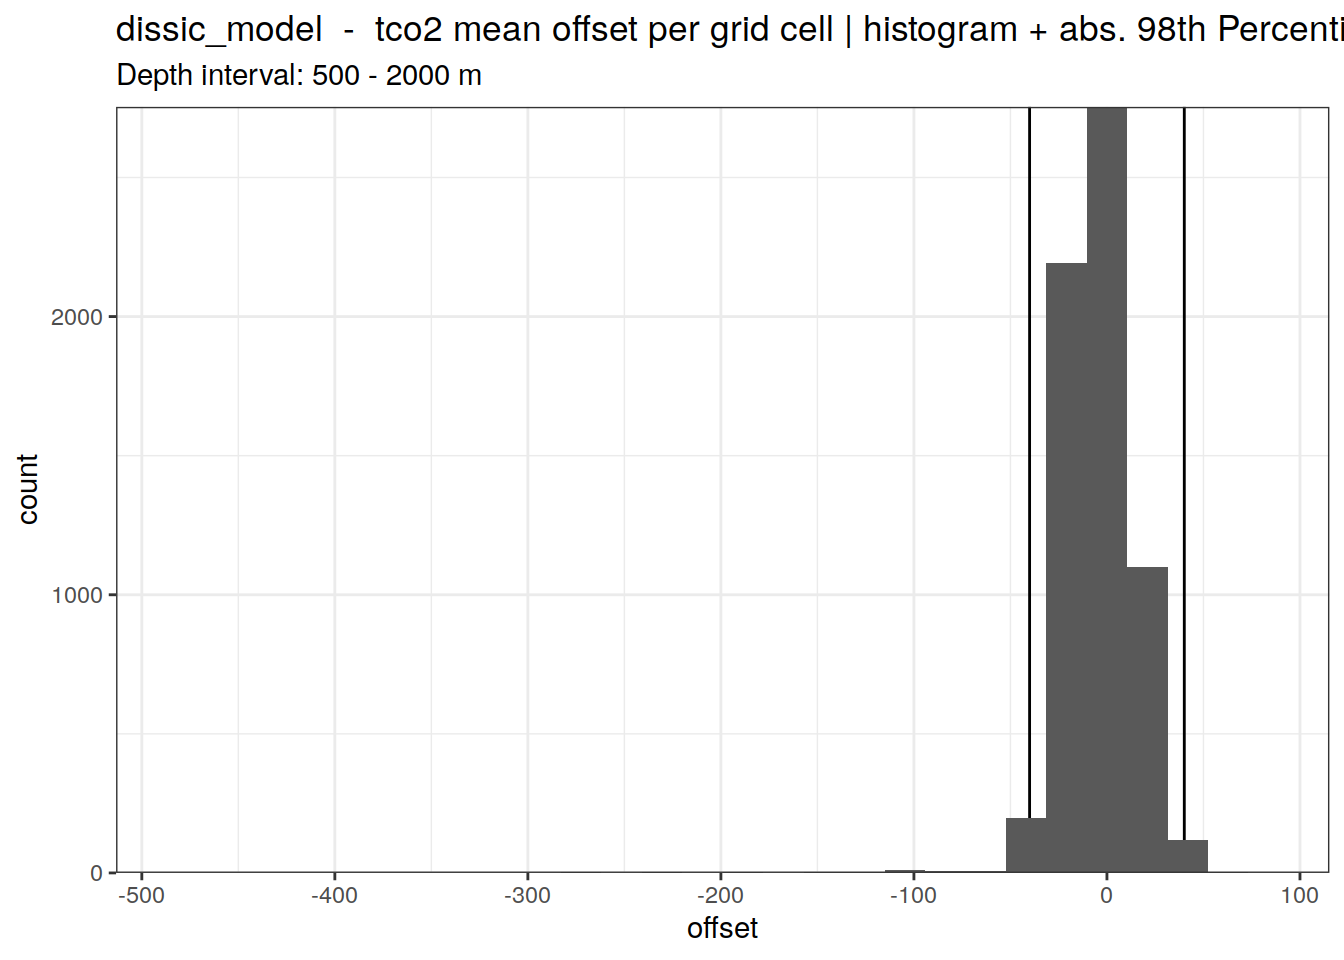 dissic_model - tco2 mean offset per grid cell | histogram + abs. 98th Percenti
Depth interval: 500 - 2000 m
count
2000
1000
0
-500 -400 -300 -200 -100 0 100
offset